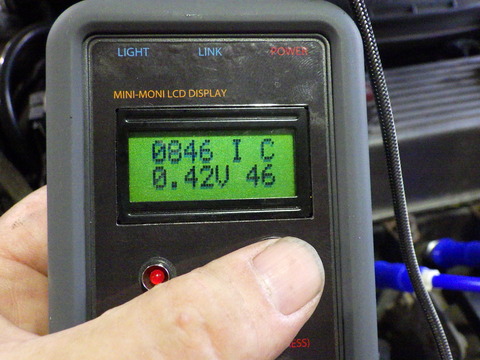 LIGHT LINK POWER
MINI-MONI LCD DISPLAY
0846 I C
0.42V 46